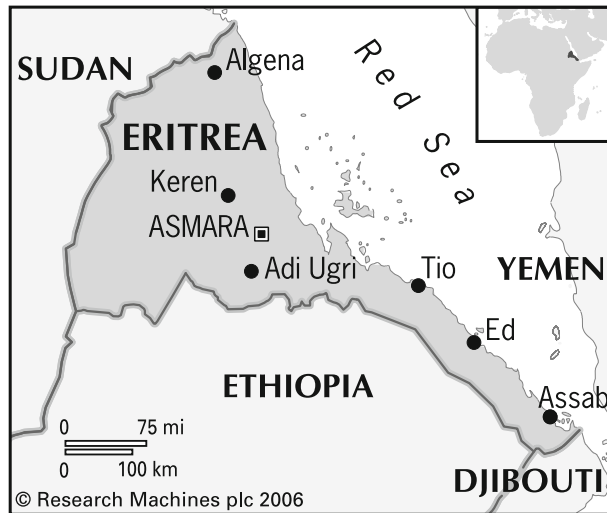 SUDAN
Algena
Red Sea
ERITREA
Keren
ASMARA
Adi Ugri
Tio
YEMEN
Ed
ETHIOPIA
Assab
0 75 mi
0 100 km
DJIBOUTI
© Research Machines plc 2006